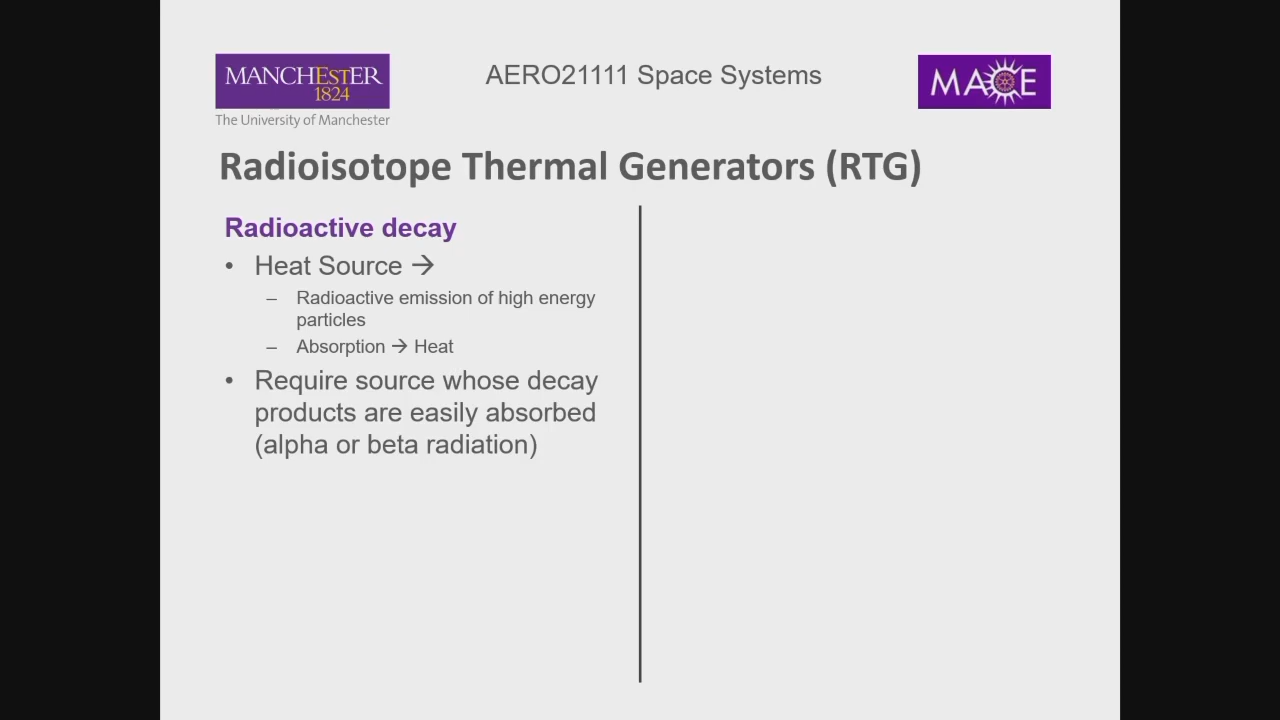 MANCHESTER
1824
The University of Manchester
AERO21111 Space Systems
MACE
Radioisotope Thermal Generators (RTG)
Radioactive decay
• Heat Source →
– Radioactive emission of high energy
particles
– Absorption → Heat
• Require source whose decay
products are easily absorbed
(alpha or beta radiation)